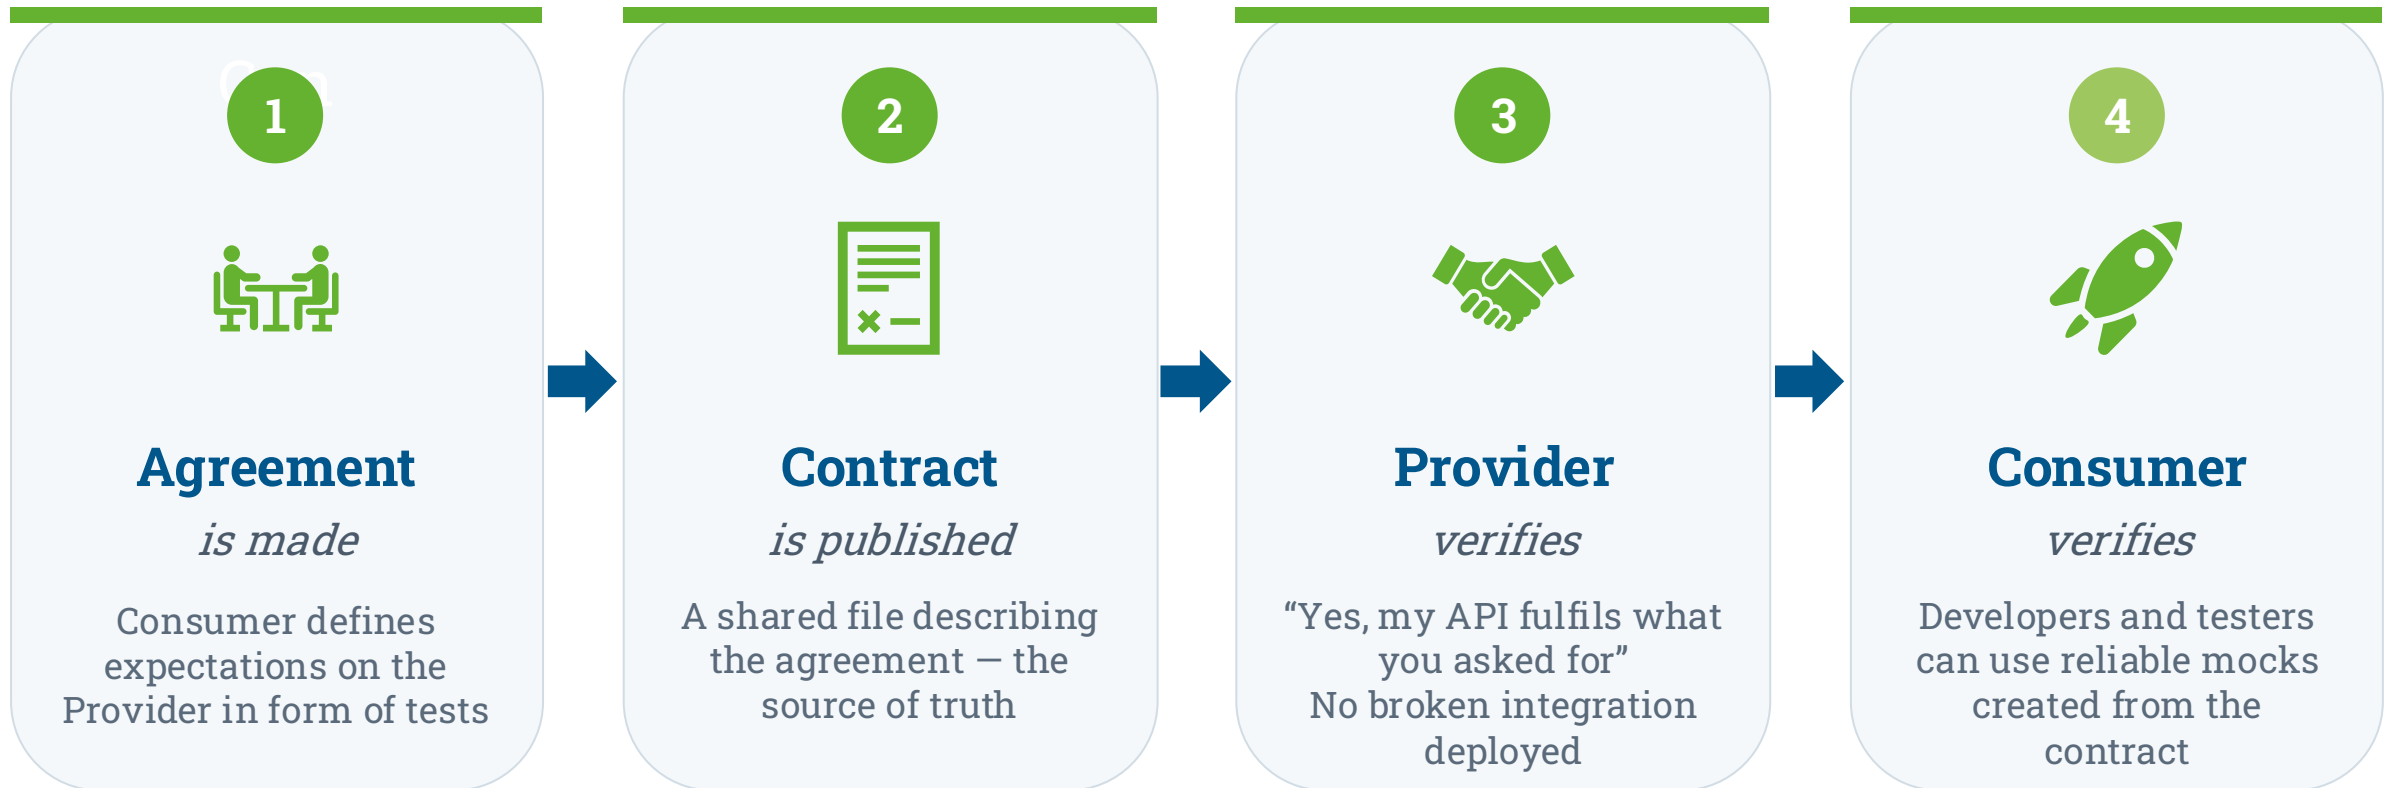 1
Agreement
is made
Consumer defines
expectations on the
Provider in form of tests
2
Contract
is published
A shared file describing
the agreement — the
source of truth
3
Provider
verifies
“Yes, my API fulfils what
you asked for”
No broken integration
deployed
4
Consumer
verifies
Developers and testers
can use reliable mocks
created from the
contract